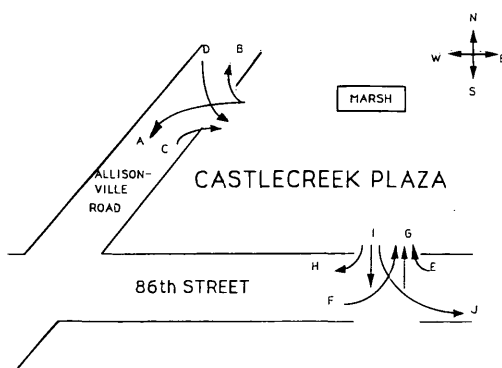 N
W E
S
D B
MARSH
A
C
ALLISON-
VILLE
ROAD
CASTLECREEK PLAZA
I G
H E
86th STREET
F J